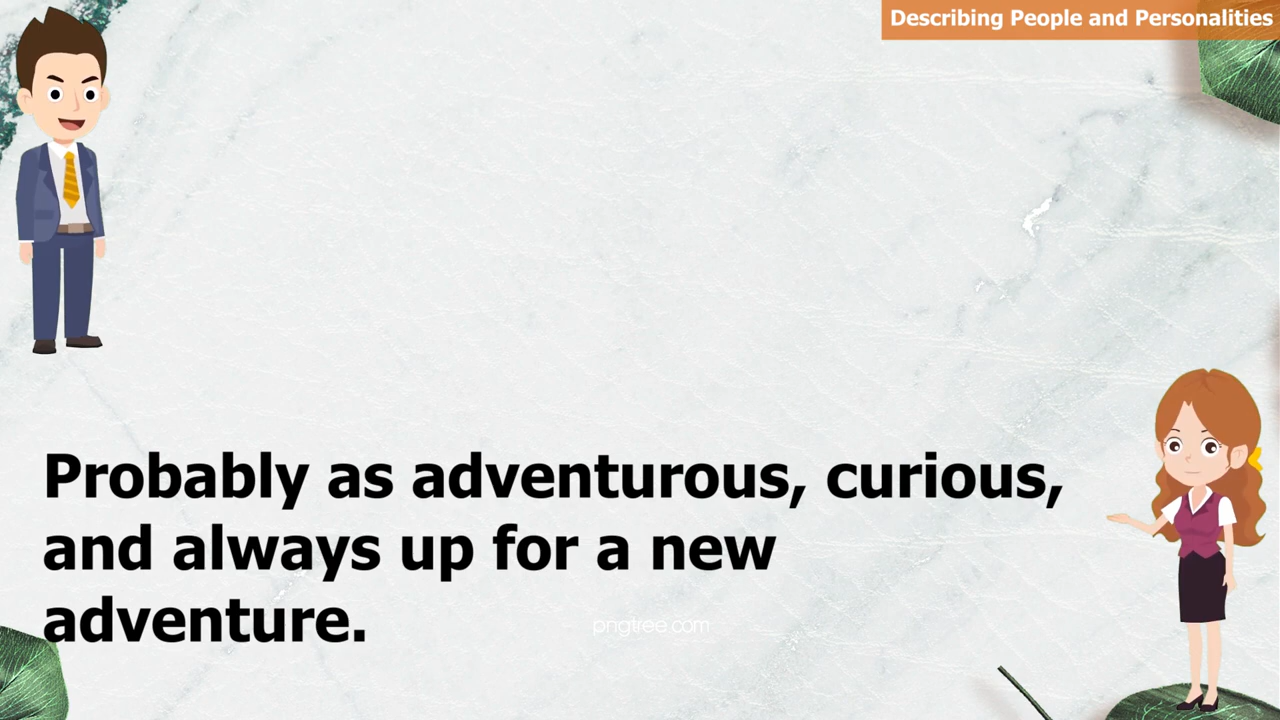 Describing People and Personalities
Probably as adventurous, curious,
and always up for a new
adventure.
pngtree.com